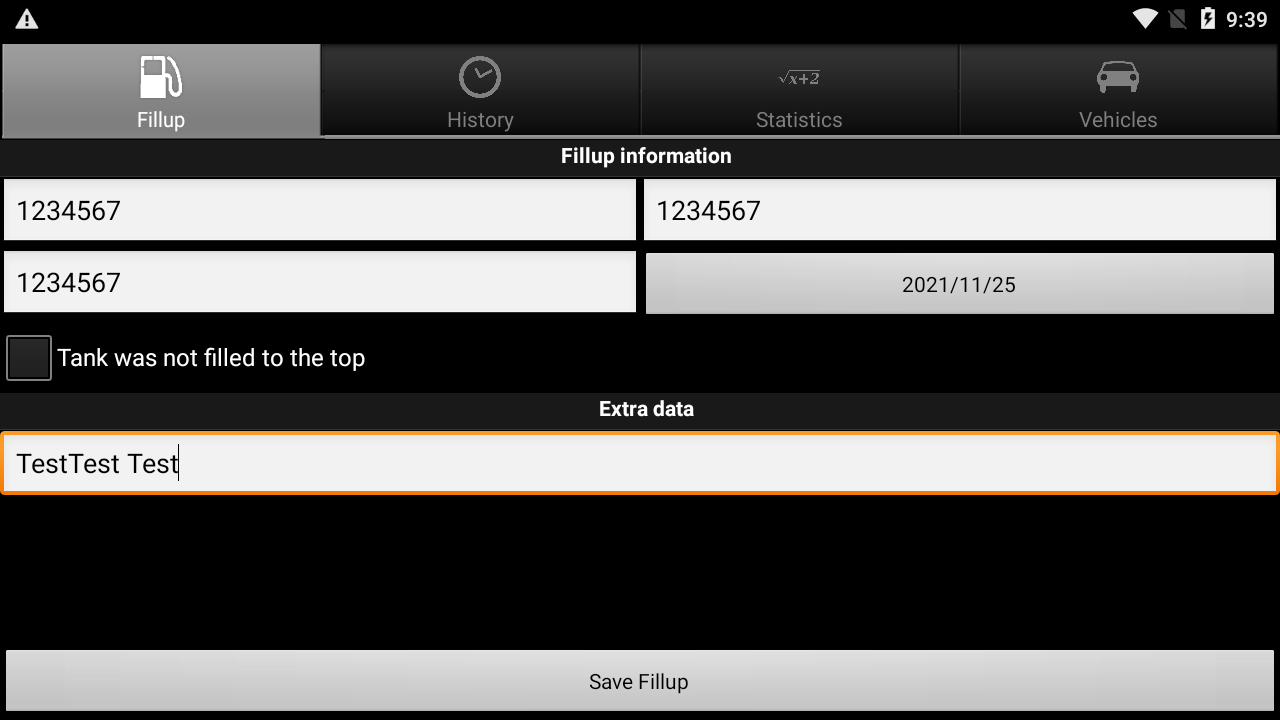 9:39
Fillup
History
√x+2
Statistics
Vehicles
Fillup information
1234567
1234567
1234567
2021/11/25
Tank was not filled to the top
Extra data
TestTest Test
Save Fillup